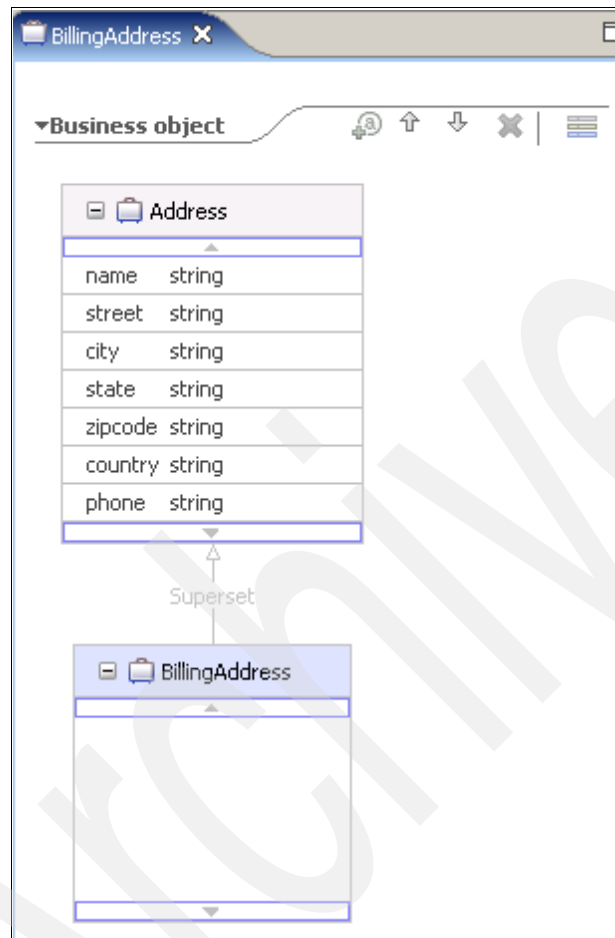 BillingAddress
Business object
Address
name string
street string
city string
state string
zipcode string
country string
phone string
Superset
BillingAddress